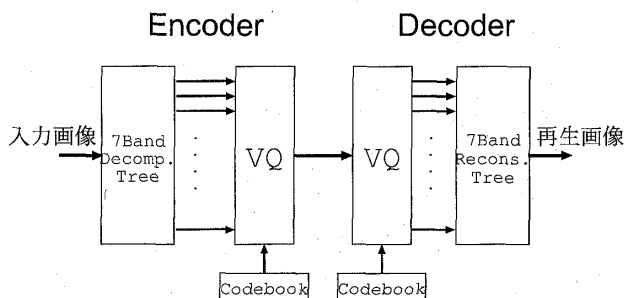 Encoder
Decoder
入力画像
7Band
Decomp.
Tree
VQ
VQ
7Band
Recons.
Tree
再生画像
Codebook
Codebook